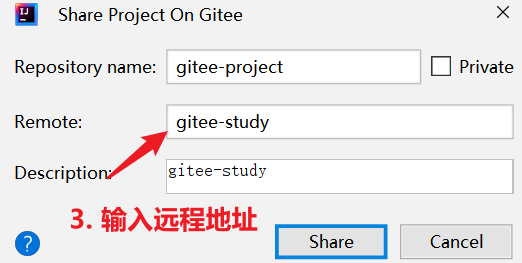 Share Project On Gitee
Repository name: gitee-project Private
Remote: gitee-study
Description: gitee-study
3. 输入远程地址
? Share Cancel